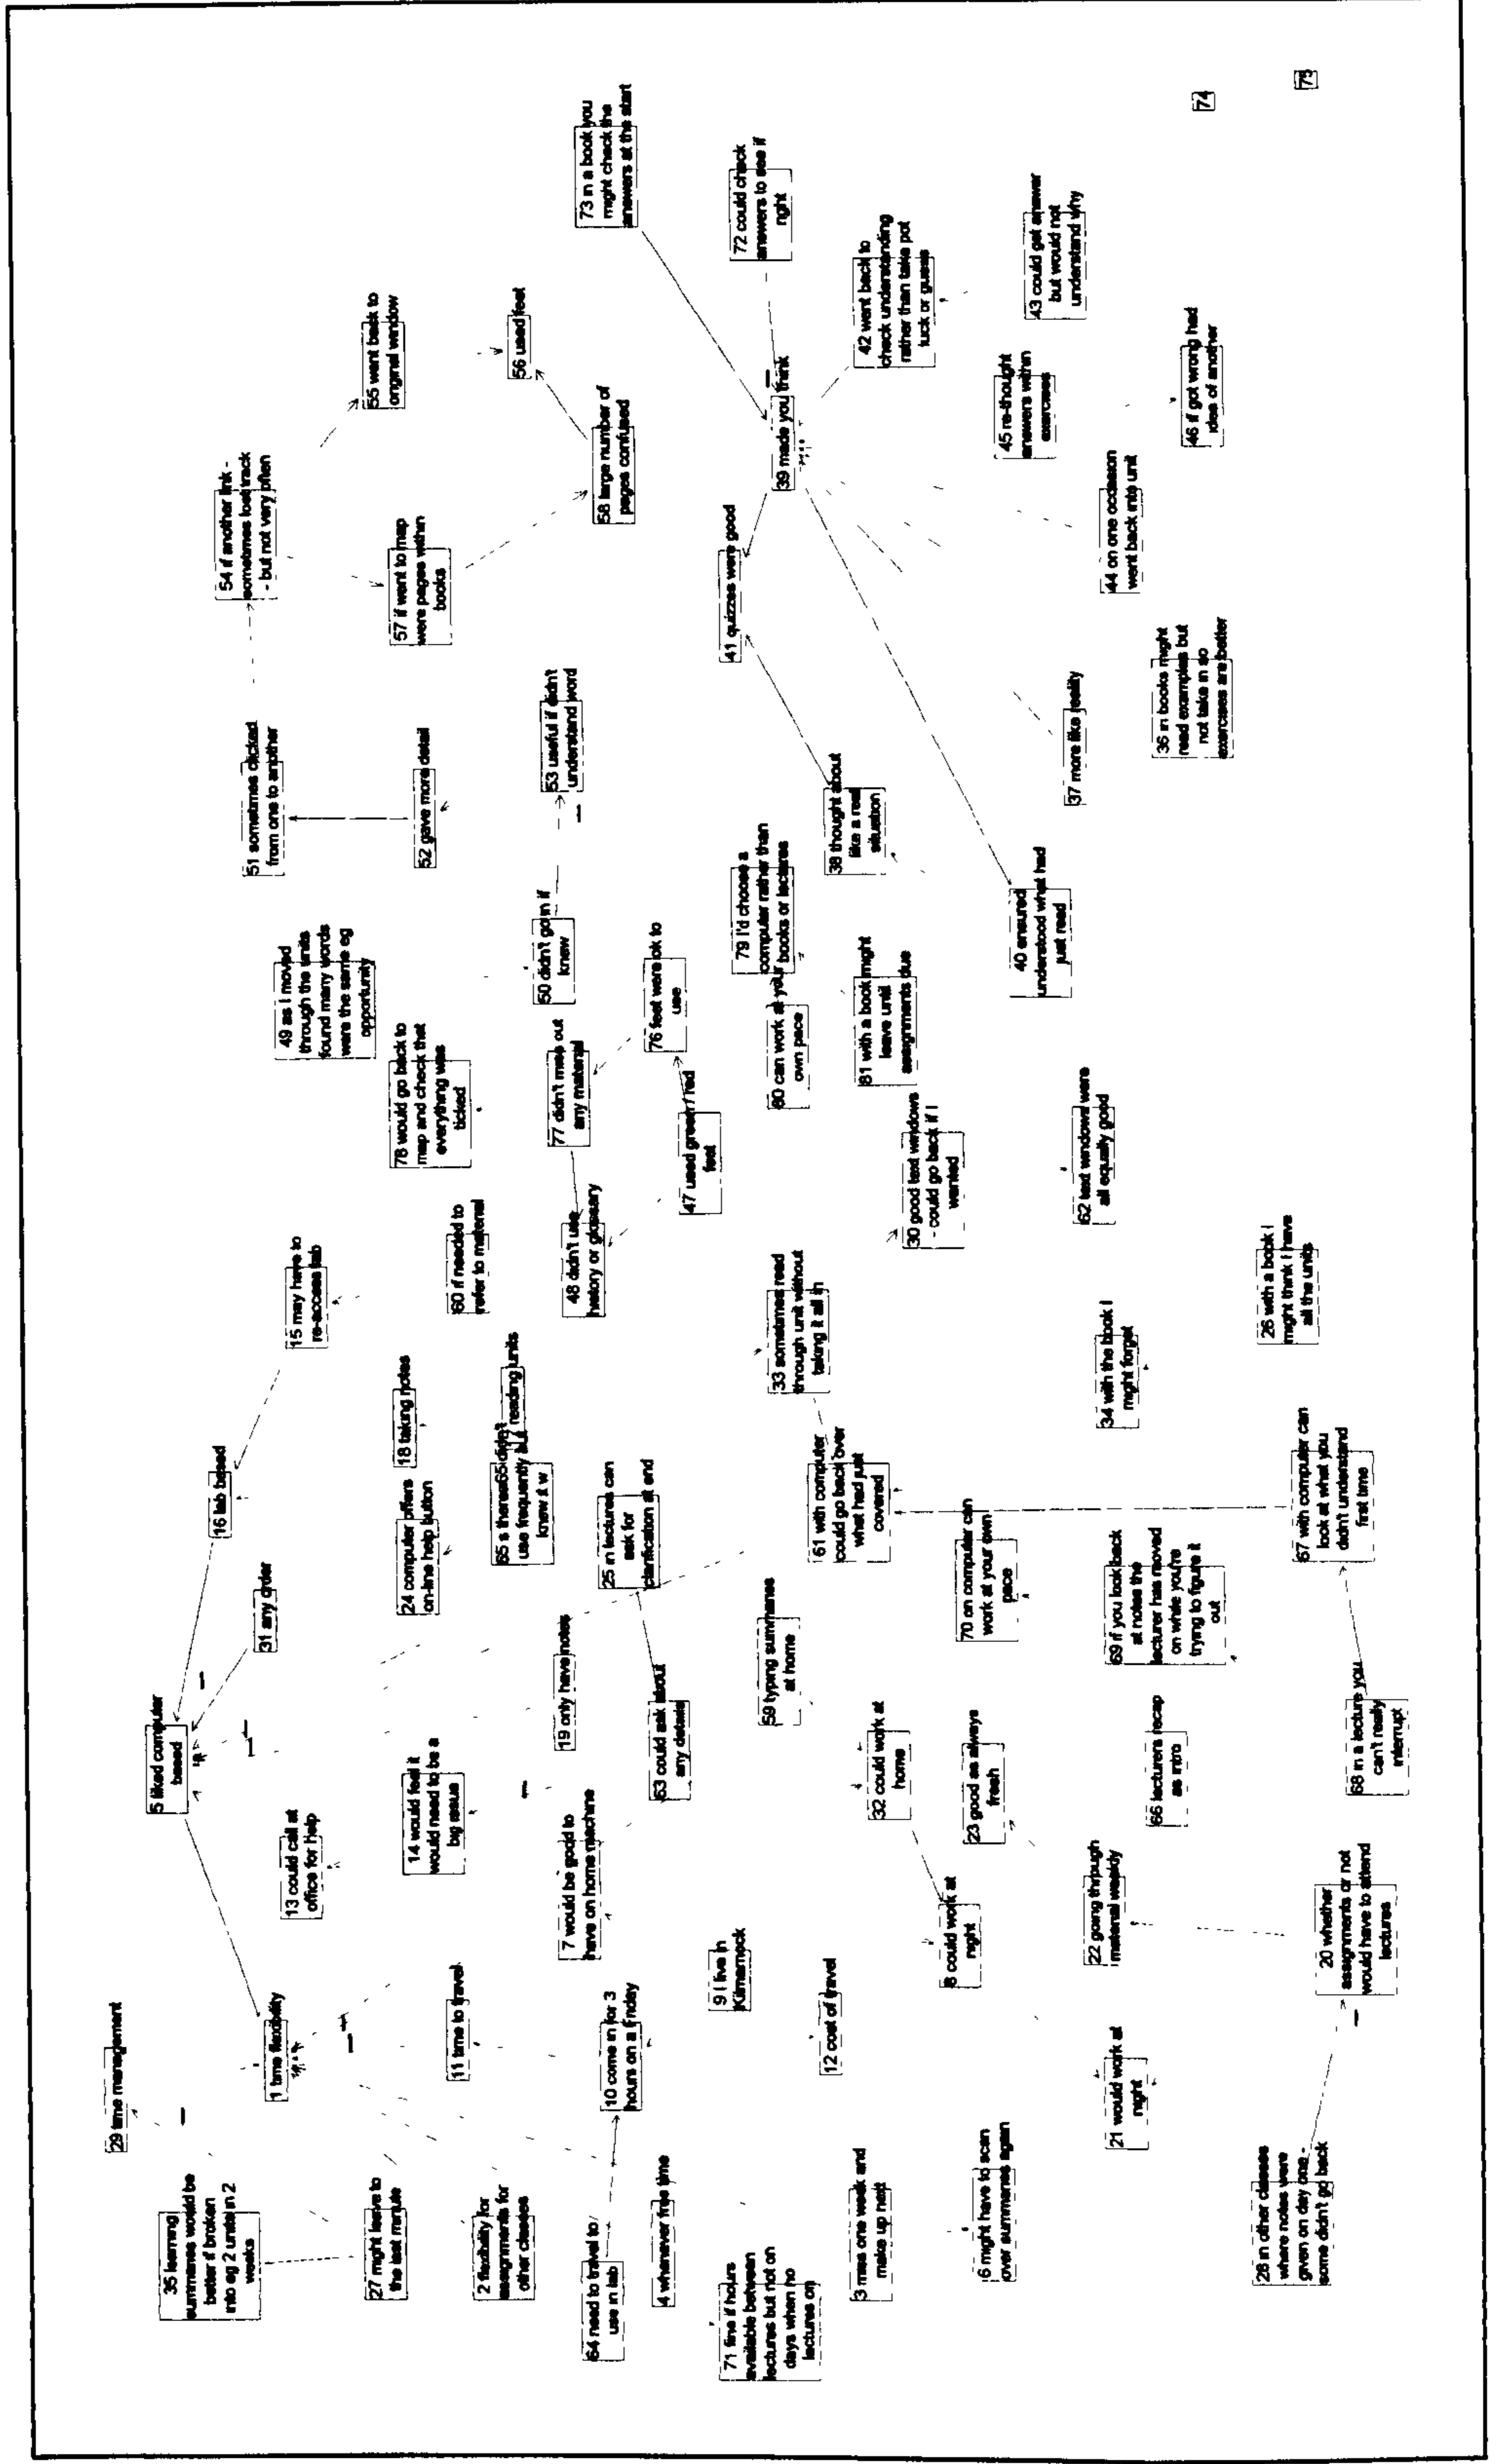 29 time management
5 liked computer
based
35 learning
summaries would be
better if broken
into eg 2 units in 2
weeks
16 lab based
54 if another link -
sometimes lost track
- but not very often
1 time flexibility
31 any order
51 sometimes clicked
from one to another
13 could call at
office for help
15 may have to
re-access lab
49 as I moved
through the units
found many words
were the same eg
opportunity
27 might leave to
the last minute
55 went back to
original window
14 would feel it
would need to be a
big issue
24 computer offers
on-line help button
18 taking notes
78 would go back to
map and check that
everything was
ticked
57 if went to map
were pages within
books
52 gave more detail
11 time to travel
60 if needed to
refer to material
2 flexibility for
assignments for
other classes
use frequently but
knew it w
reading units
56 used feet
7 would be good to
have on home machine
19 only have notes
48 didn't use
history or glossary
77 didn't miss out
any material
50 didn't go in if
knew
53 useful if didn't
understand word
73 in a book you
might check the
answers at the start
64 need to travel to
use in lab
10 come in for 3
hours on a friday
25 in lectures can
ask for
clarification at end
58 large number of
pages confused
4 whenever free time
63 could ask about
any details
47 used green / red
feet
76 feet were ok to
use
71 fine if hours
available between
lectures but not on
days when no
lectures on
9 I live in
Kilmarnock
41 quizzes were good
72 could check
answers to see if
right
59 typing summaries
at home
79 I'd choose a
computer rather than
books or lectures
33 sometimes read
through unit without
taking it all in
80 can work at your
own pace
39 made you think
12 cost of travel
61 with computer
could go back over
what had just
covered
38 thought about
like a real
situation
3 miss one week and
make up next
32 could work at
home
81 with a book might
leave until
assignments due
42 went back to
check understanding
rather than take pot
luck or guess
30 good text windows
- could go back if I
wanted
8 could work at
night
70 on computer can
work at your own
pace
23 good as always
fresh
6 might have to scan
over summaries again
45 re-thought
answers within
exercises
40 ensured
understood what had
just read
43 could get answer
but would not
understand why
37 more like reality
62 text windows were
all equally good
22 going through
material weekly
34 with the book I
might forget
44 on one occasion
went back into unit
21 would work at
night
69 if you look back
at notes the
lecturer has moved
on while you're
trying to figure it
out
66 lecturers recap
as intro
36 in books might
read examples but
not take in so
exercises are better
46 if got wrong had
idea of another
74
28 in other classes
where notes were
given on day one -
some didn't go back
26 with a book I
might think I have
all the units
67 with computer can
look at what you
didn't understand
first time
75
20 whether
assignments or not
would have to attend
lectures
68 in a lecture you
can't really
interrupt